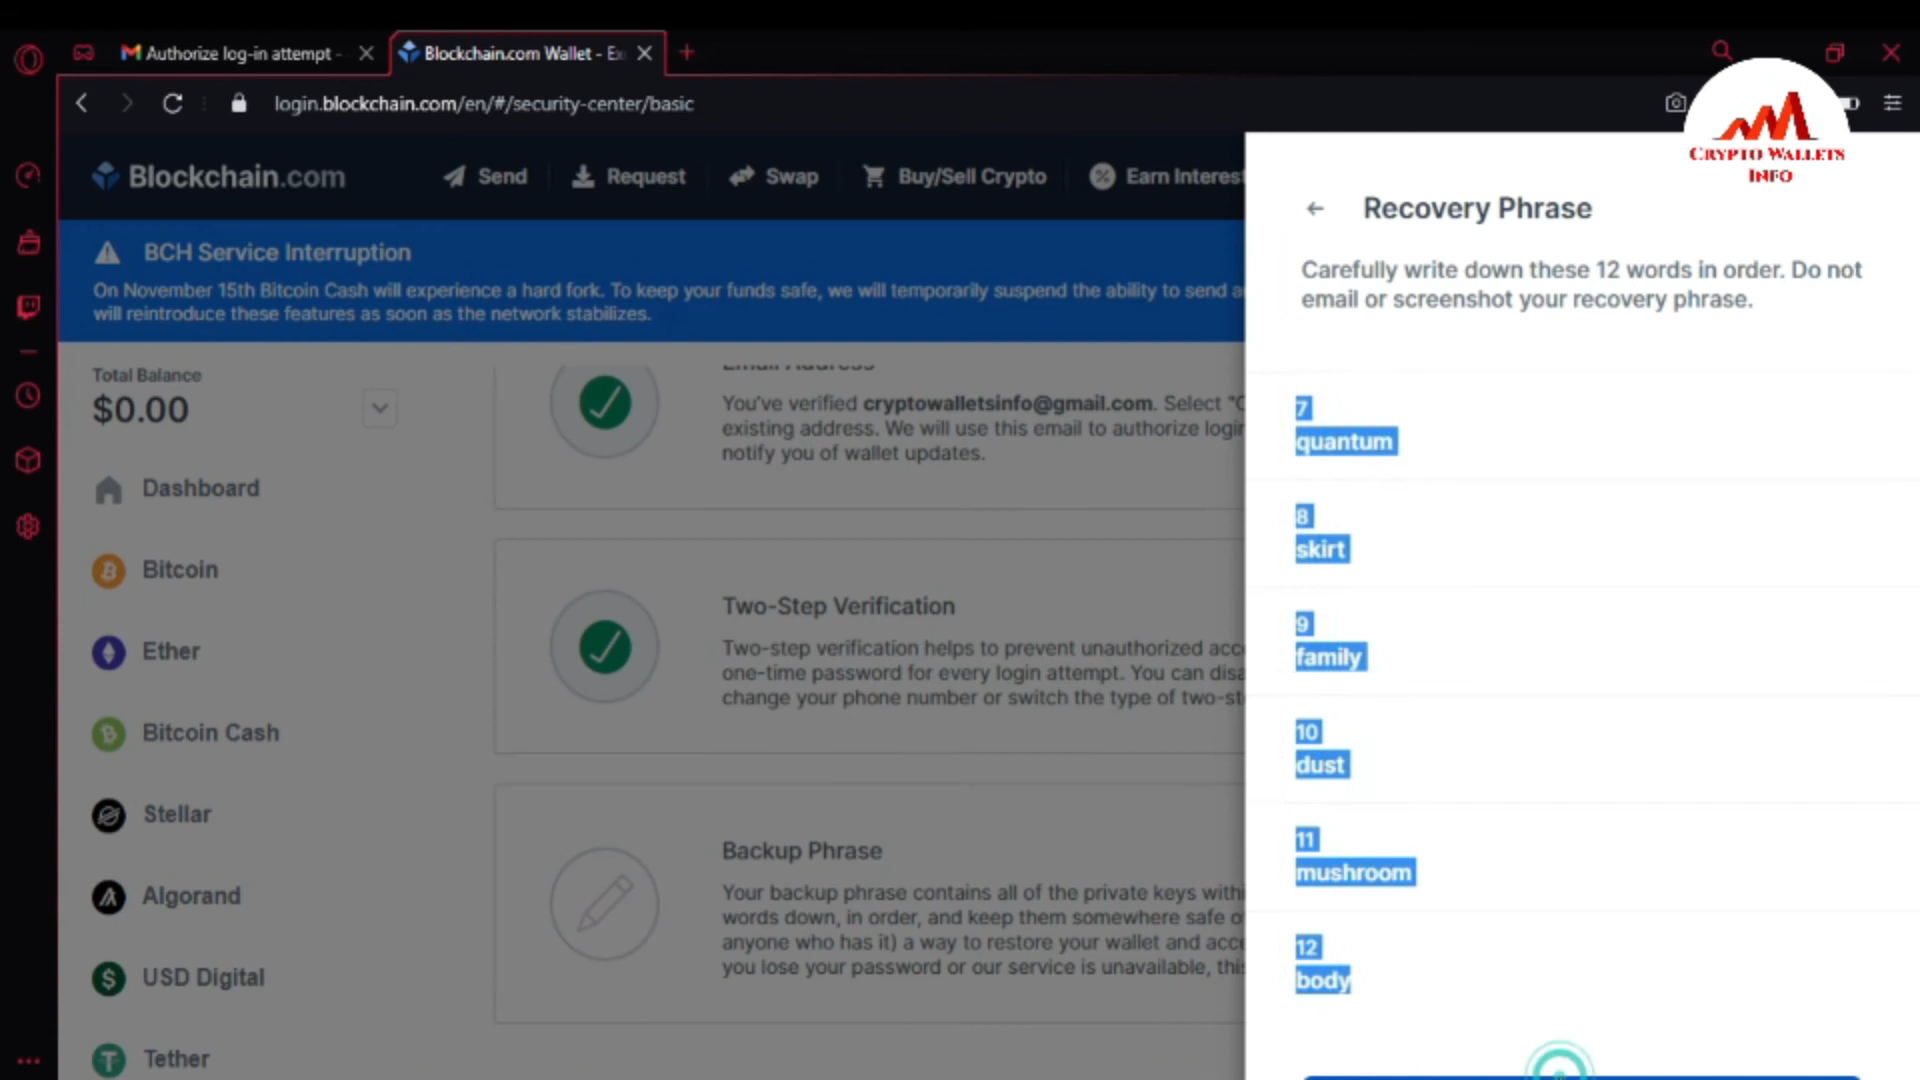 Authorize log-in attempt -
Blockchain.com Wallet - Ex
login.blockchain.com/en/#/security-center/basic
CRYPTO WALLETS
INFO
Blockchain.com
Send
Request
Swap
Buy/Sell Crypto
Earn Interest
BCH Service Interruption
On November 15th Bitcoin Cash will experience a hard fork. To keep your funds safe, we will temporarily suspend the ability to send a
will reintroduce these features as soon as the network stabilizes.
Total Balance
$0.00
Dashboard
Bitcoin
Ether
Bitcoin Cash
Stellar
Algorand
USD Digital
Tether
Email Address
You've verified cryptowalletsinfo@gmail.com. Select "C
existing address. We will use this email to authorize login
notify you of wallet updates.
Two-Step Verification
Two-step verification helps to prevent unauthorized acc
one-time password for every login attempt. You can disa
change your phone number or switch the type of two-st
Backup Phrase
Your backup phrase contains all of the private keys withi
words down, in order, and keep them somewhere safe o
anyone who has it) a way to restore your wallet and acce
you lose your password or our service is unavailable, this
Recovery Phrase
Carefully write down these 12 words in order. Do not
email or screenshot your recovery phrase.
7
quantum
8
skirt
9
family
10
dust
11
mushroom
12
body